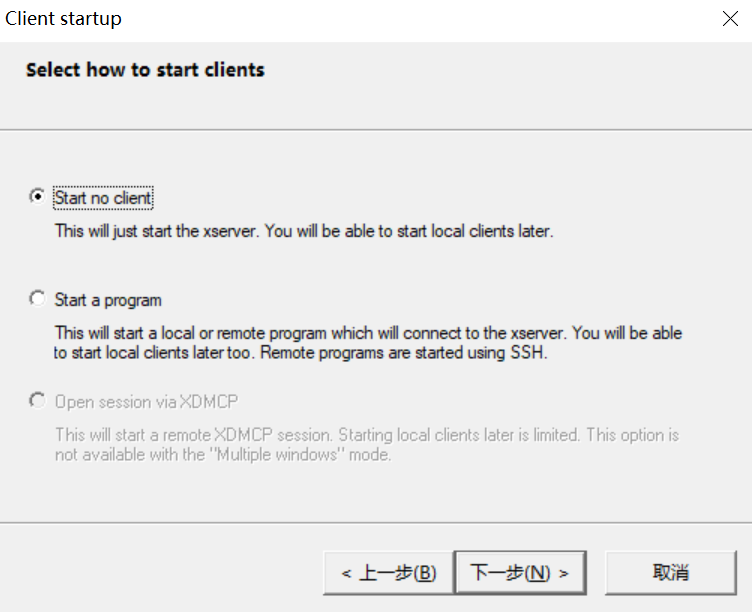 Client startup
Select how to start clients
Start no client
This will just start the xserver. You will be able to start local clients later.
Start a program
This will start a local or remote program which will connect to the xserver. You will be able
to start local clients later too. Remote programs are started using SSH.
Open session via XDMCP
This will start a remote XDMCP session. Starting local clients later is limited. This option is
not available with the "Multiple windows" mode.
< 上一步(B) 下一步(N) > 取消